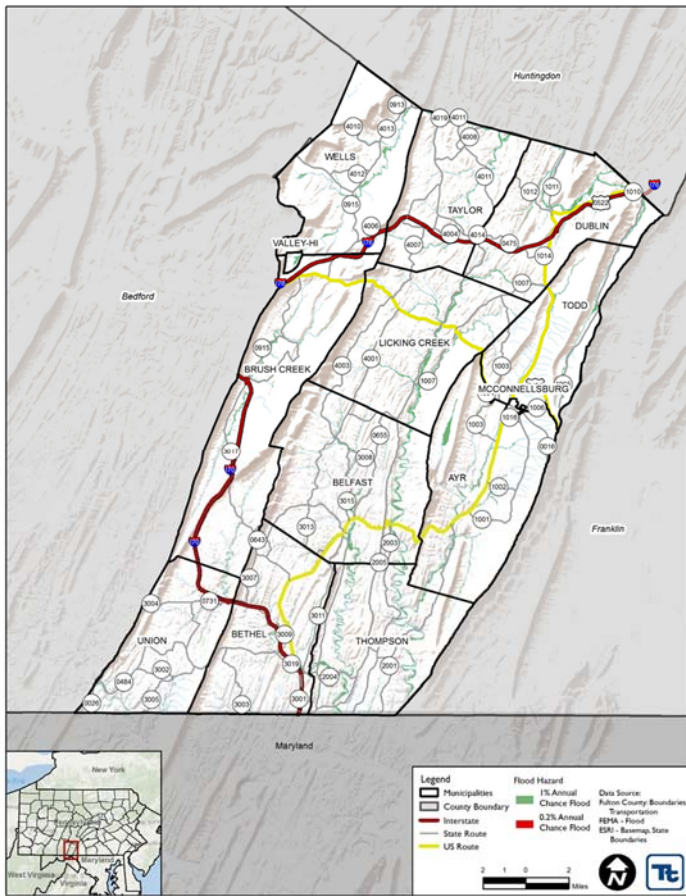 Huntingdon
0913
4019
4011
4010
4013
4008
WELLS
4012
4011
1012
1011
1010
76
0522
0915
TAYLOR
DUBLIN
4006
76
4004
4014
0475
VALLEY-HI
4007
1014
1007
Bedford
TODD
0915
LICKING CREEK
BRUSH CREEK
4003
4001
1003
1007
MCCONNELLSBURG
1006
1016
0655
1003
0016
3017
3008
BELFAST
AYR
3015
1002
1001
Franklin
3013
0643
2003
2005
3007
3004
0731
3011
UNION
BETHEL
3009
THOMPSON
3002
3019
2001
0484
2004
0026
3005
3003
3001
Maryland
New York
Pennsylvania
Maryland
West Virginia
Virginia
Legend
Municipalities
County Boundary
Interstate
State Route
US Route
Flood Hazard
1% Annual
Chance Flood
0.2% Annual
Chance Flood
Data Source:
Fulton County: Boundaries,
Transportation
FEMA - Flood
ESRI - Basemap, State
Boundaries
2 1 0 2
Miles
N
Tt